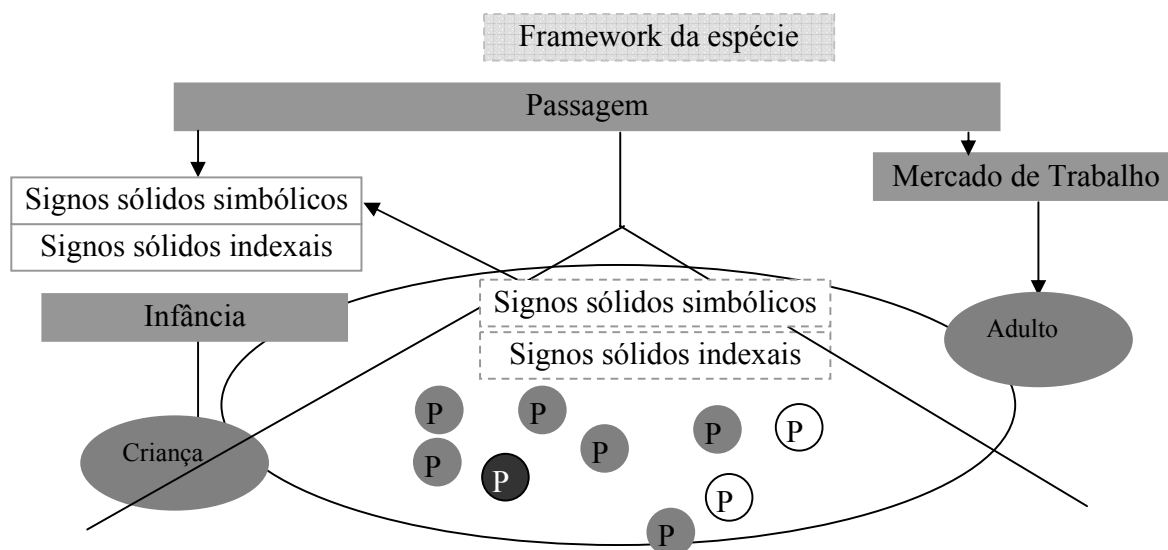 Framework da espécie
Passagem
Mercado de Trabalho
Signos sólidos simbólicos
Signos sólidos indexais
Signos sólidos simbólicos
Infância
Adulto
Signos sólidos indexais
P
P
P
P
P
P
Criança
P
P
P
P